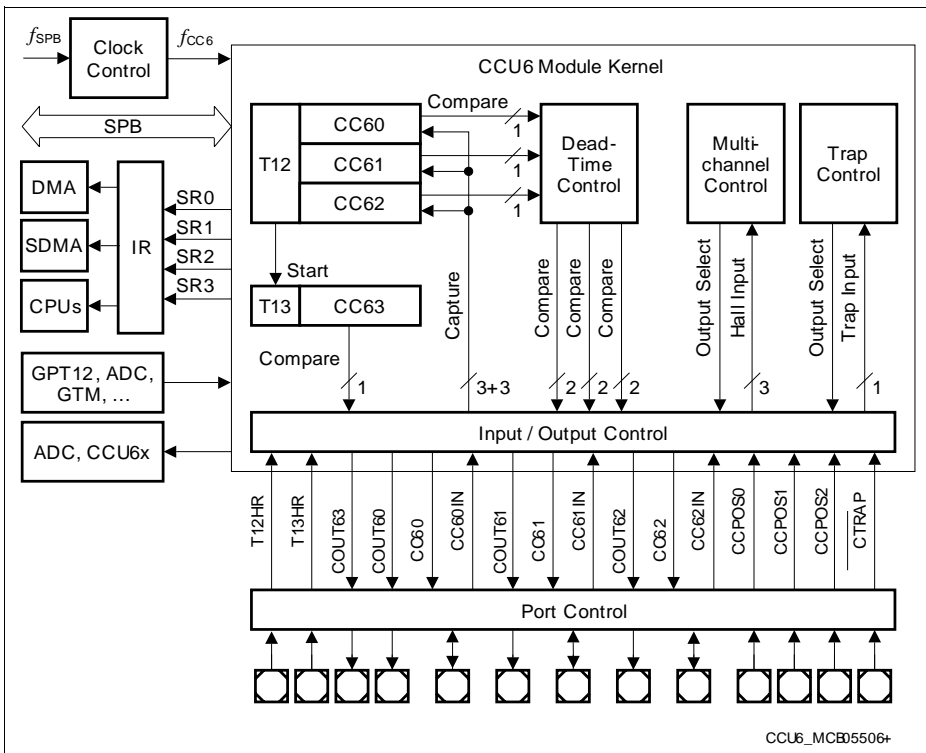 fSPB
Clock Control
fCC6
SPB
DMA
SDMA
CPUs
IR
SR0
SR1
SR2
SR3
GPT12, ADC,
GTM, ...
ADC, CCU6x
CCU6 Module Kernel
T12
CC60
CC61
CC62
Compare
1
1
1
Dead-
Time
Control
Multi-
channel
Control
Trap
Control
Start
T13
CC63
Compare
1
Capture
3+3
Compare
Compare
Compare
2
2
2
Output Select
Hall Input
3
Output Select
Trap Input
1
Input / Output Control
T12HR
T13HR
COUT63
COUT60
CC60
CC60IN
COUT61
CC61
CC61IN
COUT62
CC62
CC62IN
CCPOS0
CCPOS1
CCPOS2
CTRAP
Port Control
CCU6_MCB05506+